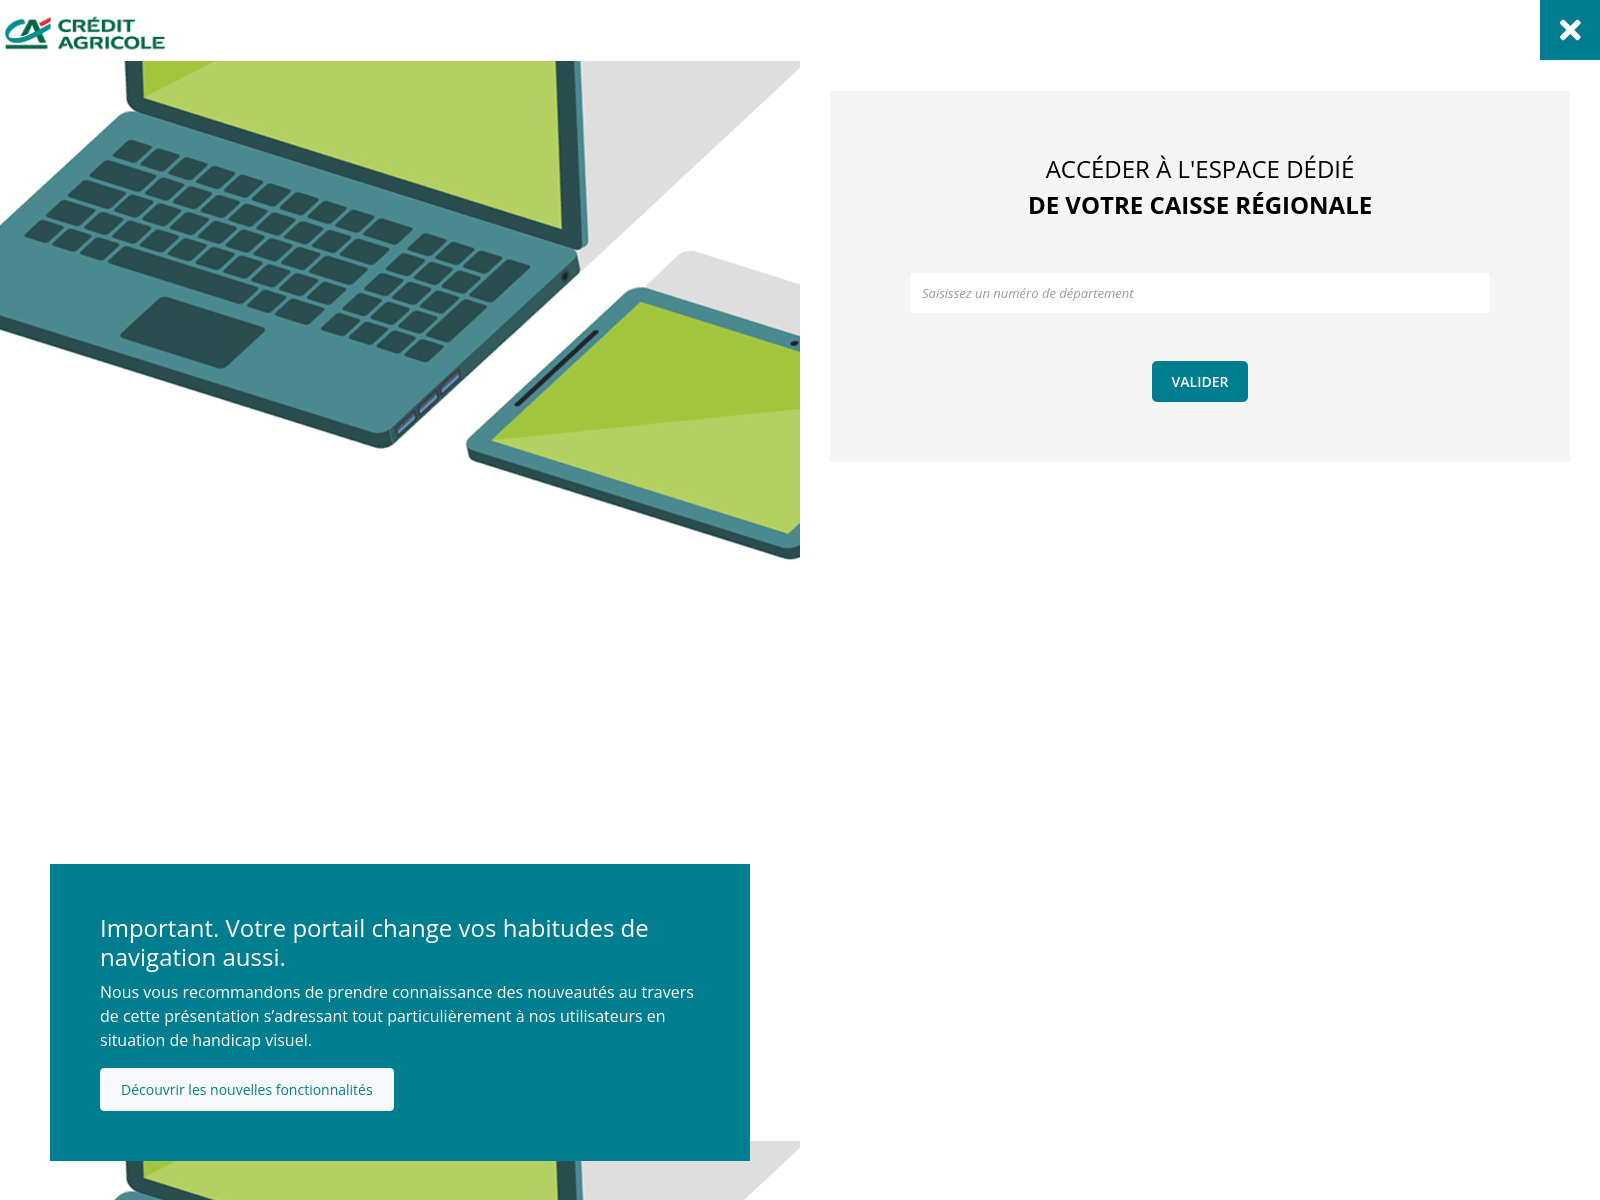 CRÉDIT
AGRICOLE
ACCÉDER À L'ESPACE DÉDIÉ
DE VOTRE CAISSE RÉGIONALE
Saisissez un numéro de département
VALIDER
Important. Votre portail change vos habitudes de
navigation aussi.
Nous vous recommandons de prendre connaissance des nouveautés au travers
de cette présentation s’adressant tout particulièrement à nos utilisateurs en
situation de handicap visuel.
Découvrir les nouvelles fonctionnalités